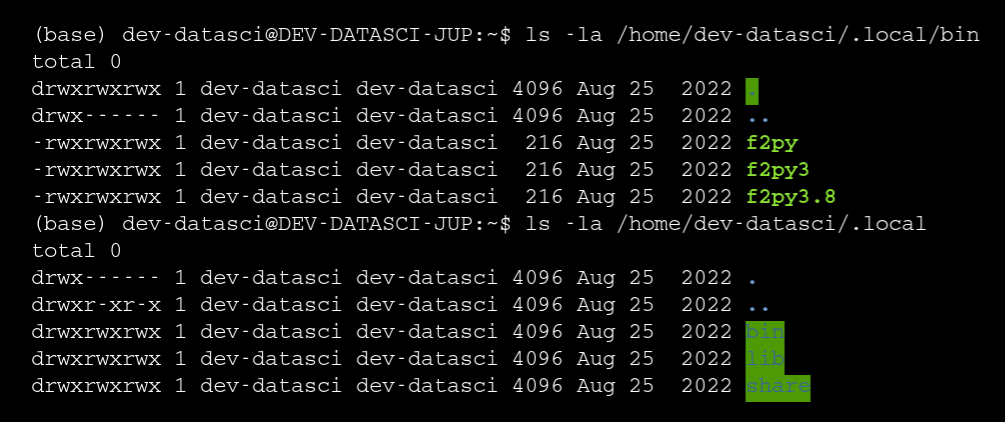 (base) dev-datasci@DEV-DATASCI-JUP:~$ ls -la /home/dev-datasci/.local/bin
total 0
drwxrwxrwx 1 dev-datasci dev-datasci 4096 Aug 25  2022 .
drwx------ 1 dev-datasci dev-datasci 4096 Aug 25  2022 ..
-rwxrwxrwx 1 dev-datasci dev-datasci  216 Aug 25  2022 f2py
-rwxrwxrwx 1 dev-datasci dev-datasci  216 Aug 25  2022 f2py3
-rwxrwxrwx 1 dev-datasci dev-datasci  216 Aug 25  2022 f2py3.8
(base) dev-datasci@DEV-DATASCI-JUP:~$ ls -la /home/dev-datasci/.local
total 0
drwx------ 1 dev-datasci dev-datasci 4096 Aug 25  2022 .
drwxr-xr-x 1 dev-datasci dev-datasci 4096 Aug 25  2022 ..
drwxrwxrwx 1 dev-datasci dev-datasci 4096 Aug 25  2022 bin
drwxrwxrwx 1 dev-datasci dev-datasci 4096 Aug 25  2022 lib
drwxrwxrwx 1 dev-datasci dev-datasci 4096 Aug 25  2022 share